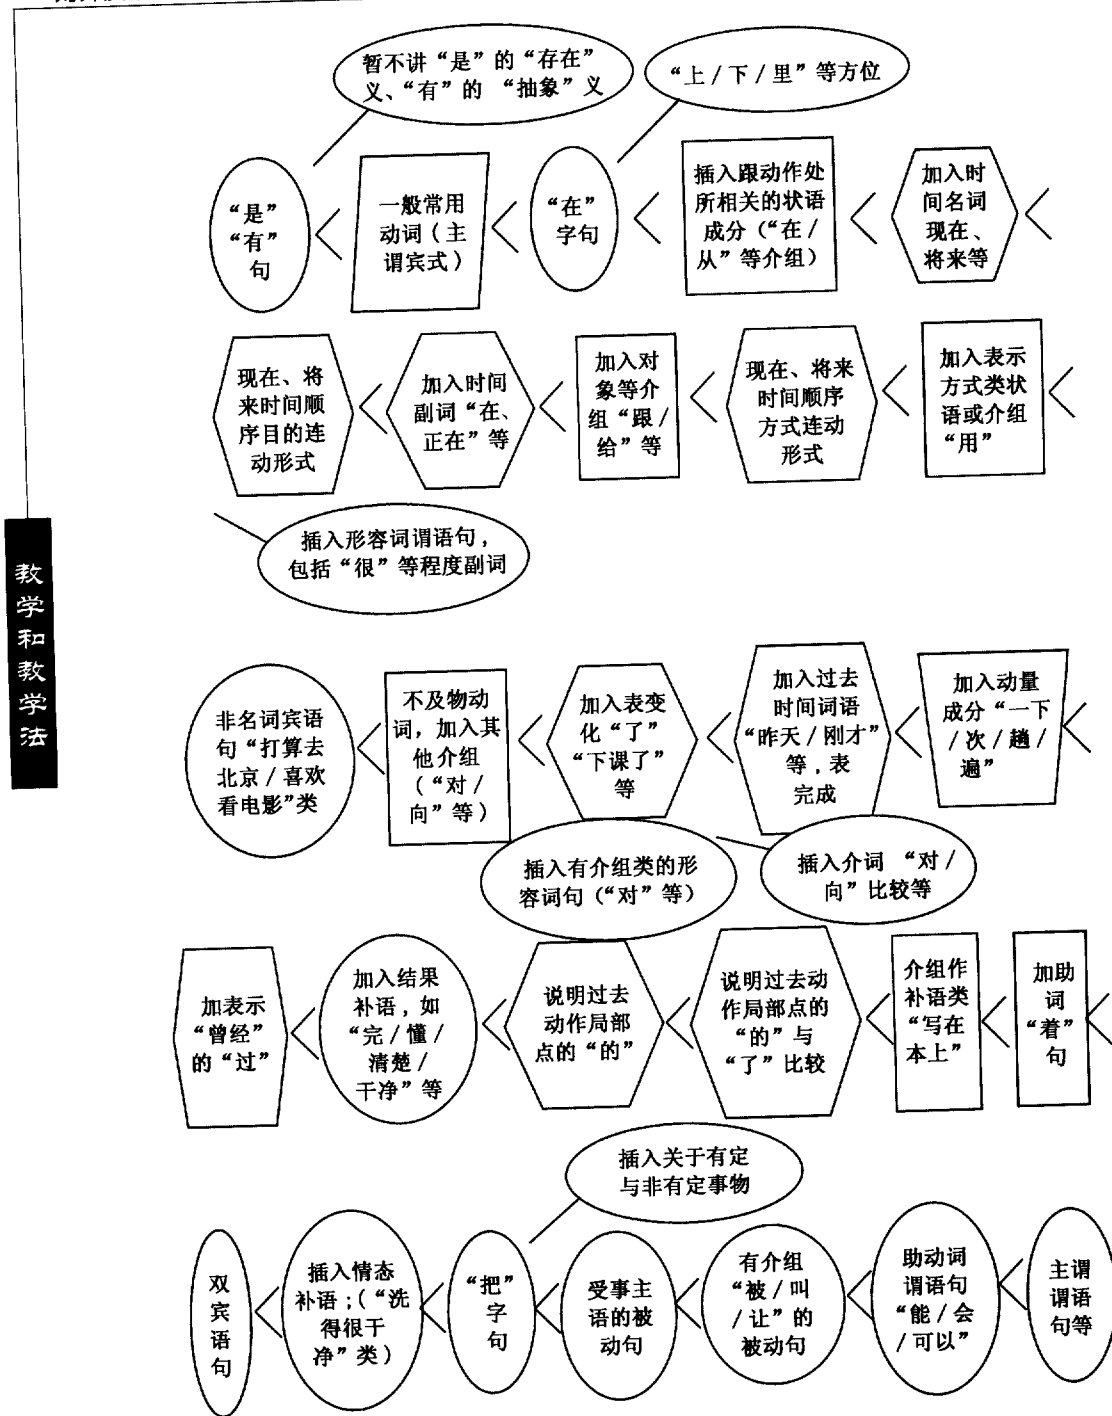 暂不讲“是”的“存在”
义、“有”的 “抽象”义
“上/下/里”等方位
“是”
“有”
句
一般常用
动词(主
谓宾式)
“在”
字句
插入跟动作处
所相关的状语
成分(“在/
从”等介组)
加入时
间名词
现在、
将来等
现在、将
来时间顺
序目的连
动形式
加入时间
副词“在、
正在”等
加入对
象等介
组“跟/
给”等
现在、将来
时间顺序
方式连动
形式
加入表示
方式类状
语或介组
“用”
插入形容词谓语句,
包括“很”等程度副词
教学和教学法
非名词宾语
句“打算去
北京/喜欢
看电影”类
不及物动
词,加入其
他介组
(“对/
向”等)
加入表变
化“了”
“下课了”
等
加入过去
时间词语
“昨天/刚才”
等,表
完成
加入动量
成分“一下
/次/趟/
遍”
插入有介组类的形
容词句(“对”等)
插入介词 “对/
向”比较等
加表示
“曾经”
的“过”
加入结果
补语,如
“完/懂/
清楚/
干净”等
说明过去
动作局部
点的“的”
说明过去动
作局部点的
“的”与
“了”比较
介组作
补语类
“写在
本上”
加助
词
“着”
句
插入关于有定
与非有定事物
双
宾
语
句
插入情态
补语;(“洗
得很干
净”类)
“把”
字
句
受事主
语的被
动句
有介组
“被/叫
/让”的
被动句
助动词
谓语句
“能/会
/可以”
主谓
谓语
句等